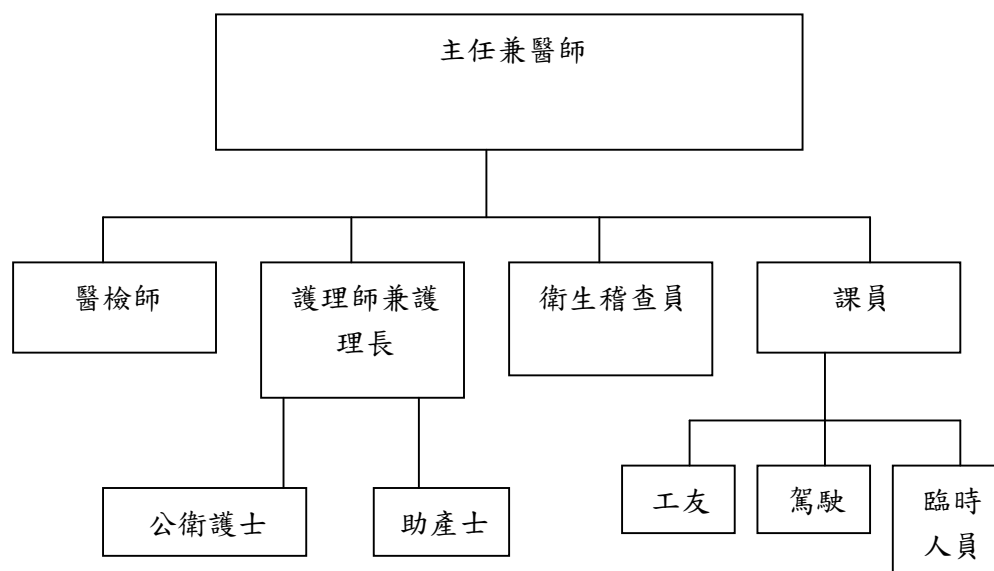 主任兼醫師
醫檢師
護理師兼護
理長
衛生稽查員
課員
公衛護士
助產士
工友
駕駛
臨時
人員